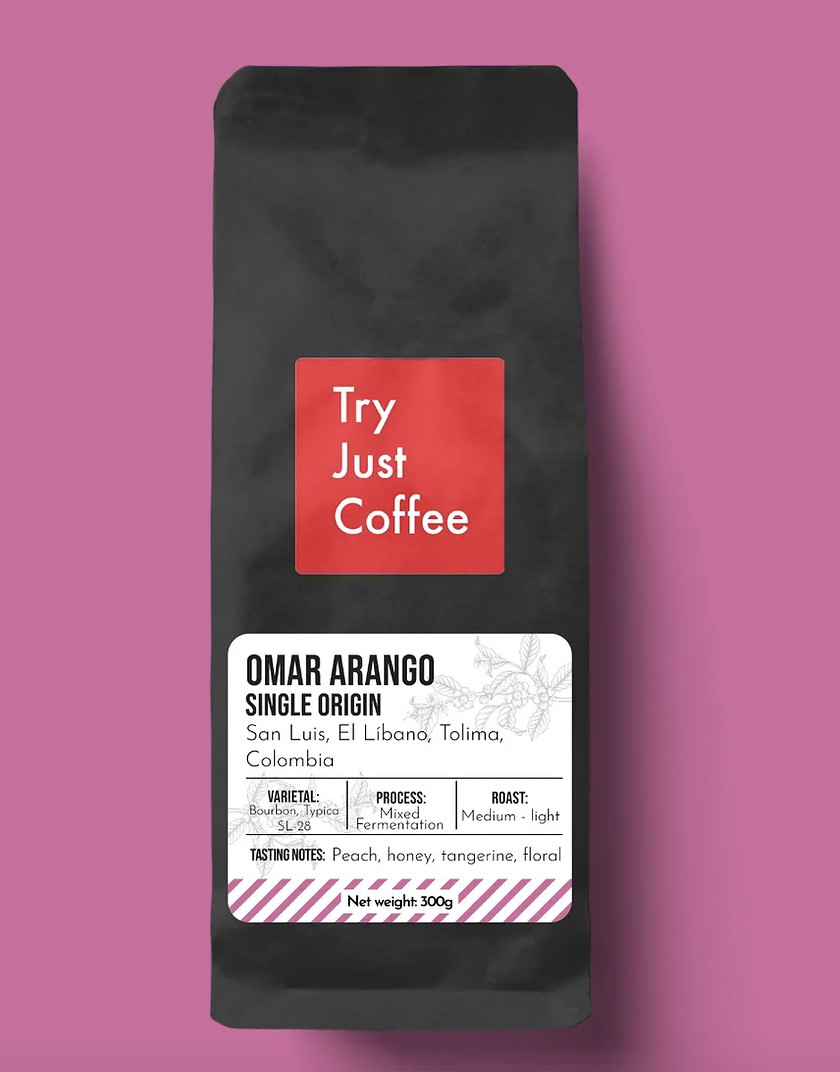 Try
Just
Coffee
OMAR ARANGO
SINGLE ORIGIN
San Luis, El Líbano, Tolima,
Colombia
VARIETAL:
Bourbon, Typica
SL-28
PROCESS:
Mixed
Fermentation
ROAST:
Medium - light
TASTING NOTES: Peach, honey, tangerine, floral
Net weight: 300g